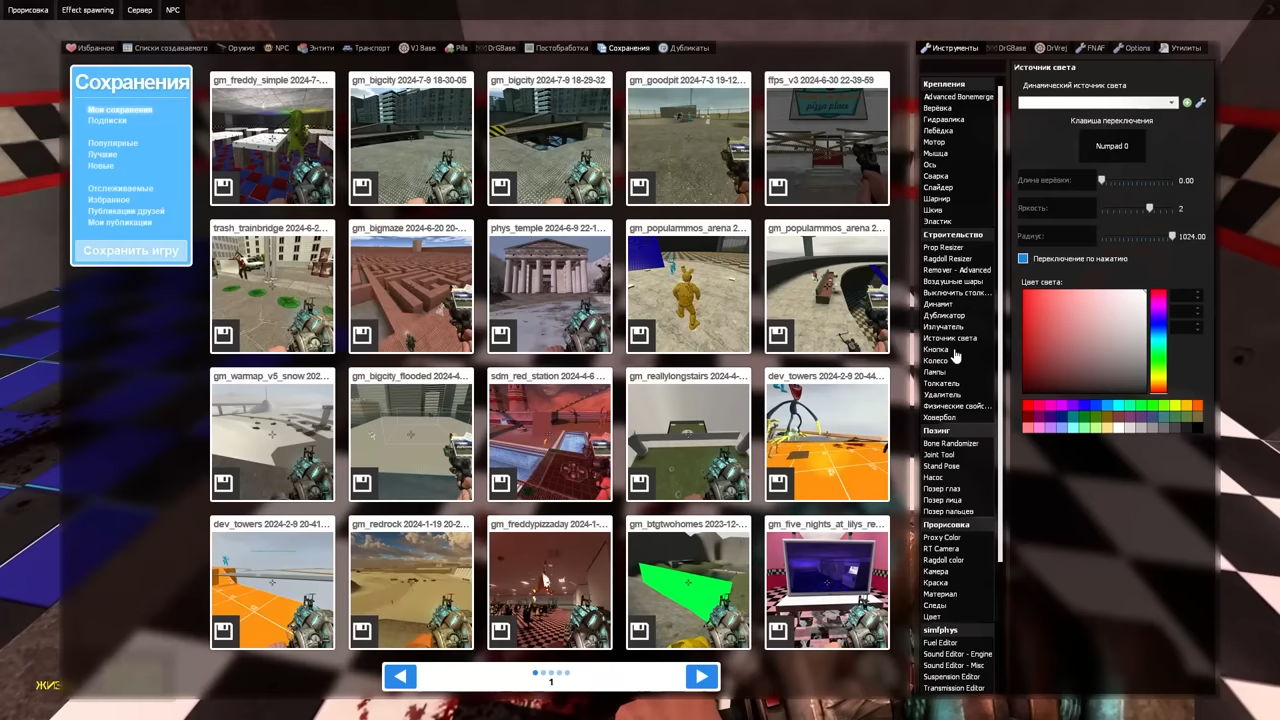 Прорисовка
Effect spawning
Сервер
NPC
Избранное
Списки создаваемого
Оружие
NPC
Энтити
Транспорт
VJ Base
Pills
DrGBase
Постобработка
Сохранения
Дубликаты
Инструменты
DrGBase
DrVrej
FNAF
Options
Утилиты
Сохранения
Мои сохранения
Подписки
Популярные
Лучшие
Новые
Отслеживаемые
Избранное
Публикации друзей
Мои публикации
Сохранить игру
gm_freddy_simple 2024-7-...
gm_bigcity 2024-7-9 18-30-05
gm_bigcity 2024-7-9 18-29-32
gm_goodpit 2024-7-3 19-12...
ffps_v3 2024-6-30 22-39-59
trash_trainbridge 2024-6-2...
gm_bigmaze 2024-6-20 20-...
phys_temple 2024-6-9 22-1...
gm_popularmmos_arena 2...
gm_popularmmos_arena 2...
gm_warmap_v5_snow 202...
gm_bigcity_flooded 2024-4...
sdm_red_station 2024-4-6 ...
gm_reallylongstairs 2024-4-...
dev_towers 2024-2-9 20-44...
dev_towers 2024-2-9 20-41...
gm_redrock 2024-1-19 20-2...
gm_freddypizzaday 2024-1-...
gm_btgtwohomes 2023-12-...
gm_five_nights_at_lilys_re...
pizza place
1
Крепления
Advanced Bonemerge
Верёвка
Гидравлика
Лебёдка
Мотор
Мышца
Ось
Сварка
Слайдер
Шарнир
Шкив
Эластик
Строительство
Prop Resizer
Ragdoll Resizer
Remover - Advanced
Воздушные шары
Выключить столк...
Динамит
Дубликатор
Излучатель
Источник света
Кнопка
Колесо
Лампы
Толкатель
Удалитель
Физические свойс...
Ховербол
Позинг
Bone Randomizer
Joint Tool
Stand Pose
Насос
Позер глаз
Позер лица
Позер пальцев
Прорисовка
Proxy Color
RT Camera
Ragdoll color
Камера
Краска
Материал
Следы
Цвет
simfphys
Fuel Editor
Sound Editor - Engine
Sound Editor - Misc
Suspension Editor
Transmission Editor
Источник света
Динамический источник света
Клавиша переключения
Numpad 0
Длина верёвки:
0.00
Яркость:
2
Радиус:
1024.00
Переключение по нажатию
Цвет света: